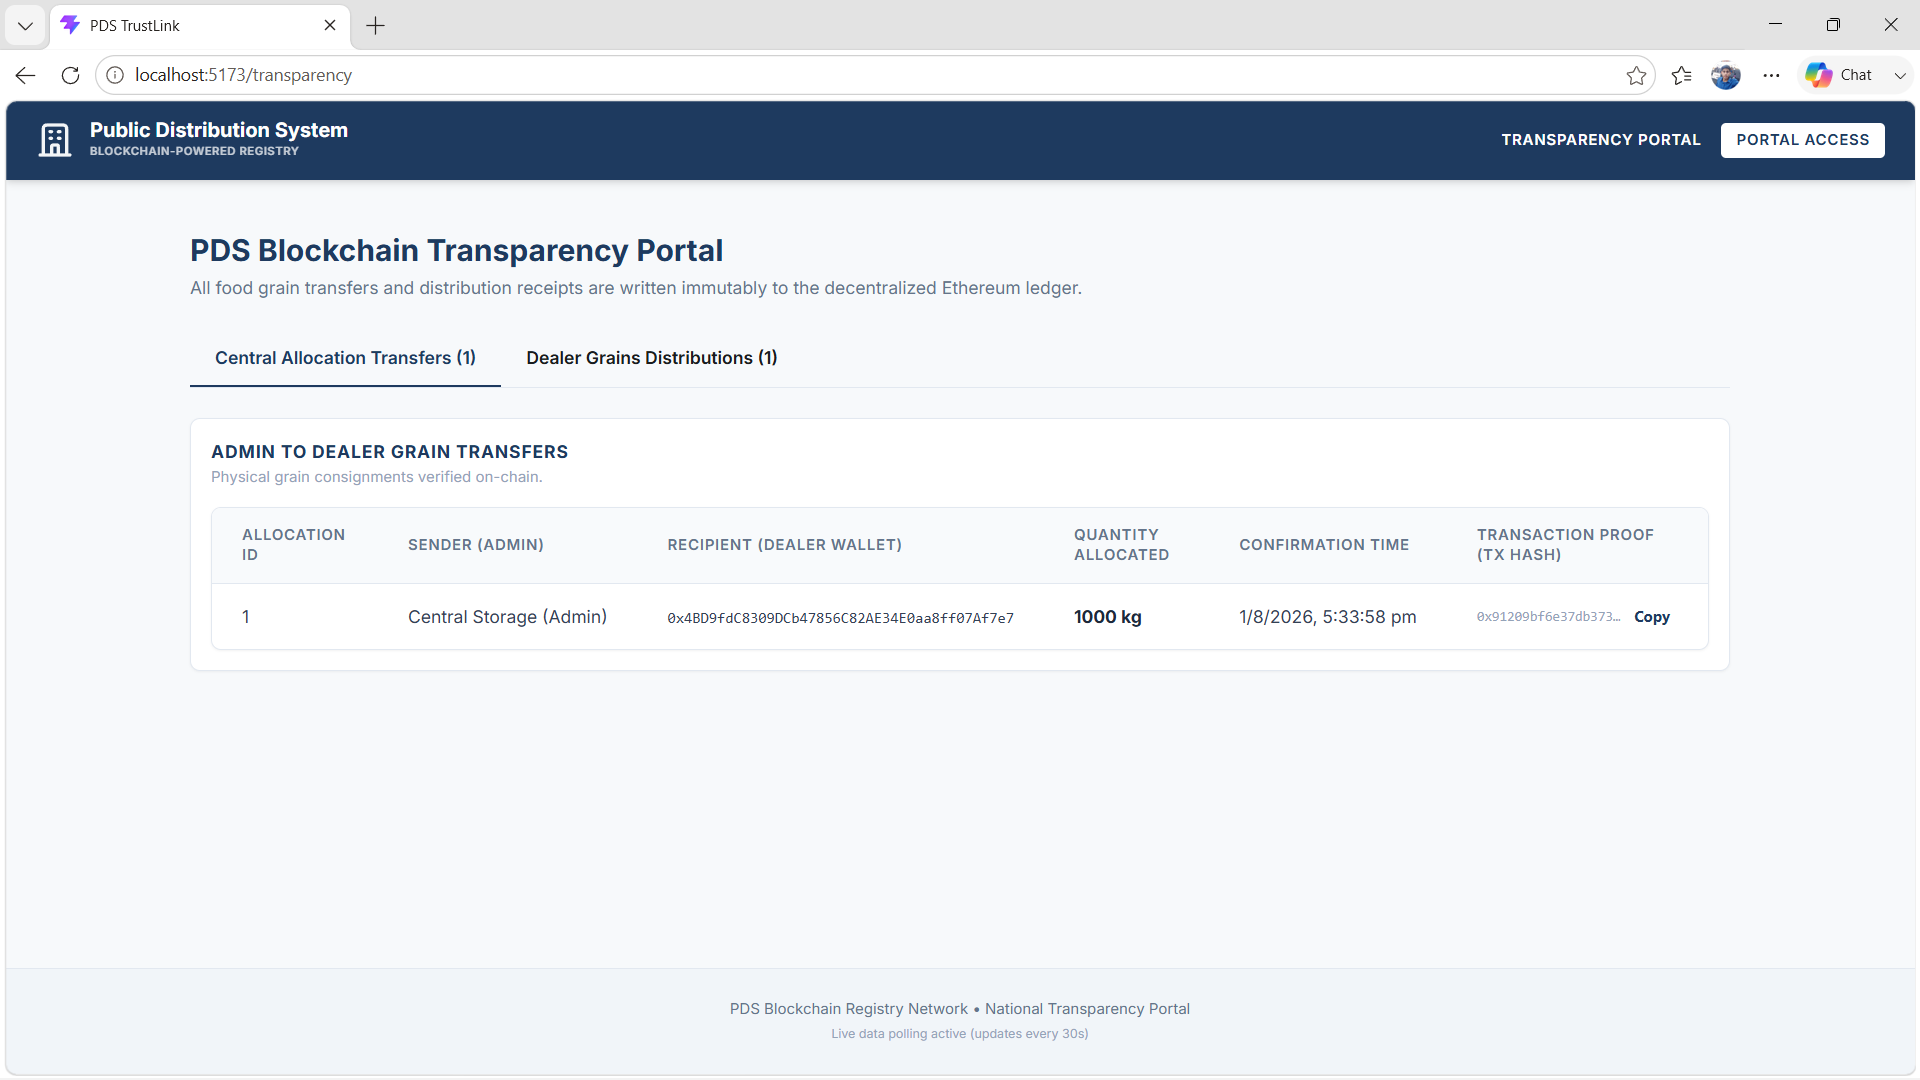 PDS TrustLink
localhost:5173/transparency
Chat
Public Distribution System
BLOCKCHAIN-POWERED REGISTRY
TRANSPARENCY PORTAL
PORTAL ACCESS
PDS Blockchain Transparency Portal
All food grain transfers and distribution receipts are written immutably to the decentralized Ethereum ledger.
Central Allocation Transfers (1)
Dealer Grains Distributions (1)
ADMIN TO DEALER GRAIN TRANSFERS
Physical grain consignments verified on-chain.
ALLOCATION
ID
SENDER (ADMIN)
RECIPIENT (DEALER WALLET)
QUANTITY
ALLOCATED
CONFIRMATION TIME
TRANSACTION PROOF
(TX HASH)
1
Central Storage (Admin)
0x4BD9fdC8309DCb47856C82AE34E0aa8ff07Af7e7
1000 kg
1/8/2026, 5:33:58 pm
0x91209bf6e37db373…
Copy
PDS Blockchain Registry Network • National Transparency Portal
Live data polling active (updates every 30s)